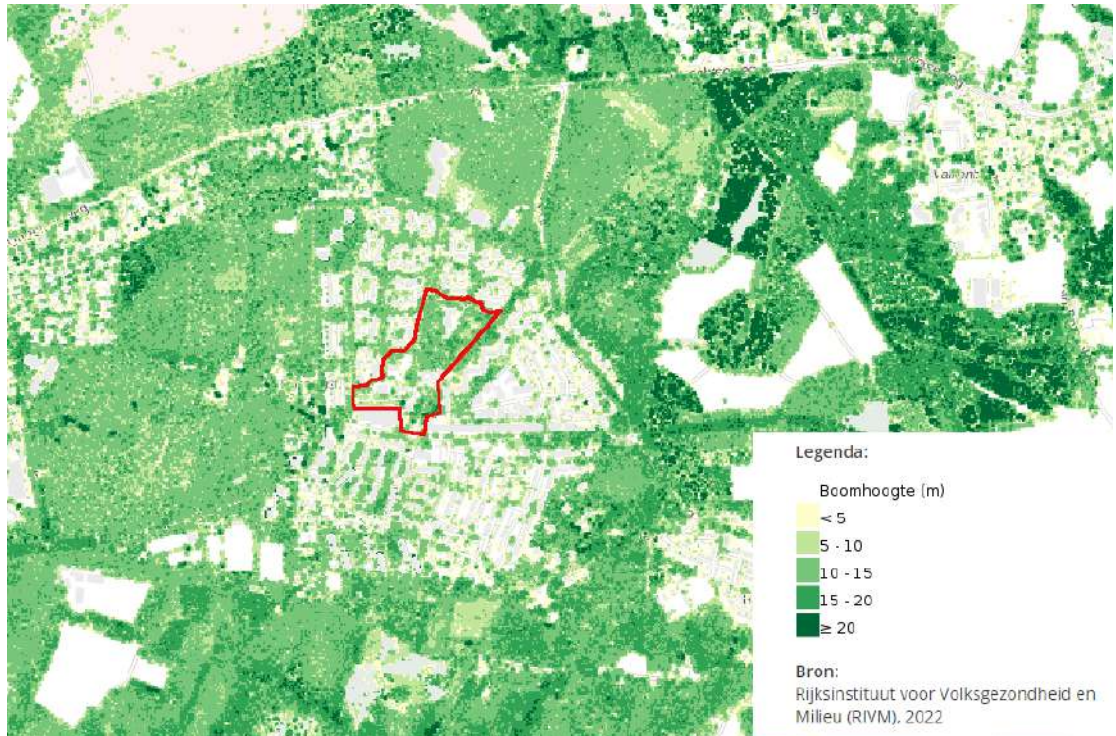 Legenda:
Boomhoogte (m)
< 5
5 - 10
10 - 15
15 - 20
≥ 20
Bron:
Rijksinstituut voor Volksgezondheid en
Milieu (RIVM), 2022